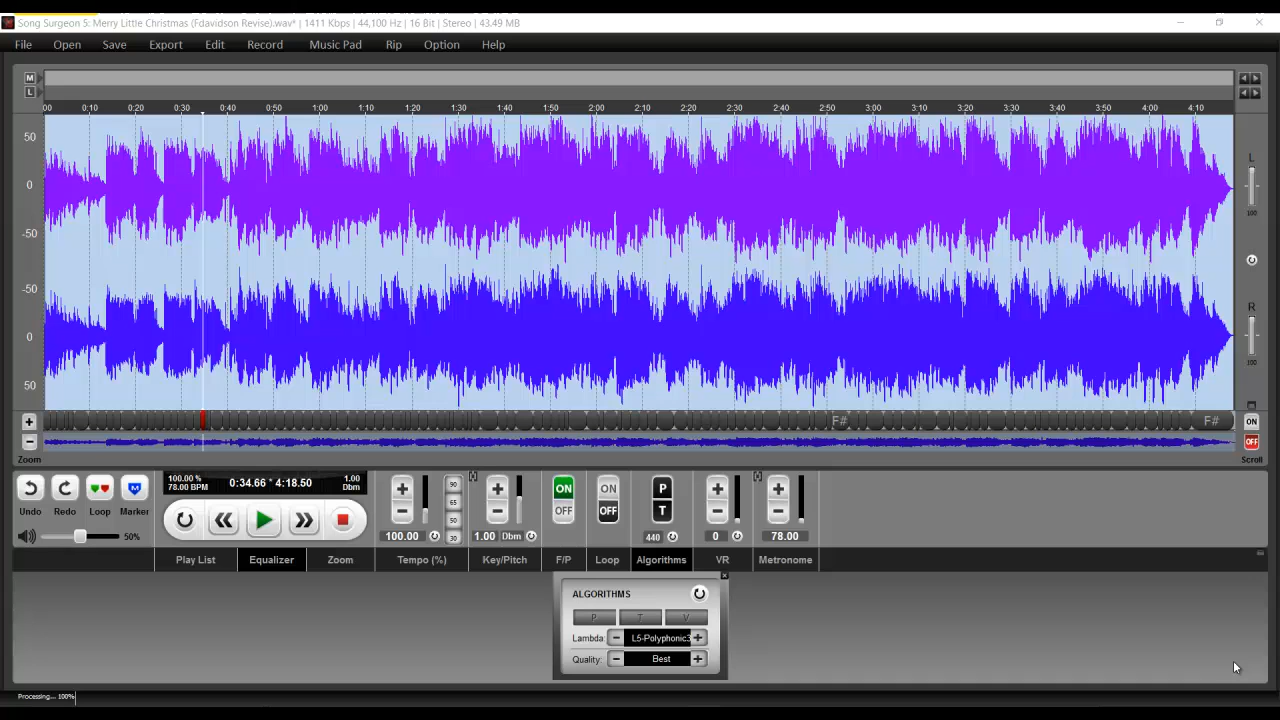 Song Surgeon 5: Merry Little Christmas (Fdavidson Revise).wav* | 1411 Kbps | 44,100 Hz | 16 Bit | Stereo | 43.49 MB
File Open Save Export Edit Record Music Pad Rip Option Help
M
L
:00 0:10 0:20 0:30 0:40 0:50 1:00 1:10 1:20 1:30 1:40 1:50 2:00 2:10 2:20 2:30 2:40 2:50 3:00 3:10 3:20 3:30 3:40 3:50 4:00 4:10
50
0
-50
-50
0
50
L
100
R
100
F# F#
ON
OFF
Zoom
Scroll
100.00 %
78.00 BPM
0:34.66 * 4:18.50
1.00
Dbm
Undo Redo Loop Marker
50%
90
65
50
30
ON
OFF
ON
OFF
P
T
100.00 1.00 Dbm 440 0 78.00
Play List Equalizer Zoom Tempo (%) Key/Pitch F/P Loop Algorithms VR Metronome
ALGORITHMS
P T V
Lambda: L5-Polyphonic3
Quality: Best
Processing... 100%